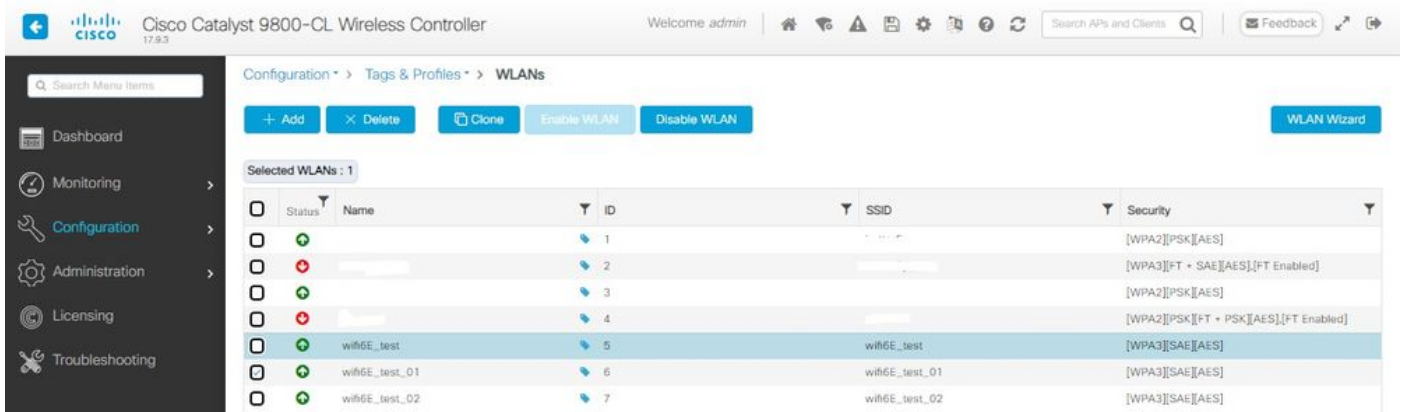 CISCO
Cisco Catalyst 9800-CL Wireless Controller
17.9.3
Welcome admin
Search APs and Clients
Feedback
Search Menu Items
Dashboard
Monitoring
Configuration
Administration
Licensing
Troubleshooting
Configuration > Tags & Profiles > WLANs
+ Add
× Delete
Clone
Enable WLAN
Disable WLAN
WLAN Wizard
Selected WLANs : 1
Status Name ID SSID Security
1 [WPA2][PSK][AES]
2 [WPA3][FT + SAE][AES],[FT Enabled]
3 [WPA2][PSK][AES]
4 [WPA2][PSK][FT + PSK][AES],[FT Enabled]
wifi6E_test 5 wifi6E_test [WPA3][SAE][AES]
wifi6E_test_01 6 wifi6E_test_01 [WPA3][SAE][AES]
wifi6E_test_02 7 wifi6E_test_02 [WPA3][SAE][AES]